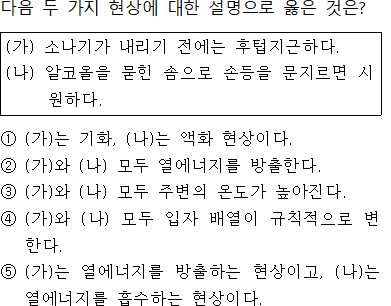 다음 두 가지 현상에 대한 설명으로 옳은 것은?
(가) 소나기가 내리기 전에는 후텁지근하다.
(나) 알코올을 묻힌 솜으로 손등을 문지르면 시
원하다.
① (가)는 기화, (나)는 액화 현상이다.
② (가)와 (나) 모두 열에너지를 방출한다.
③ (가)와 (나) 모두 주변의 온도가 높아진다.
④ (가)와 (나) 모두 입자 배열이 규칙적으로 변
한다.
⑤ (가)는 열에너지를 방출하는 현상이고, (나)는
열에너지를 흡수하는 현상이다.